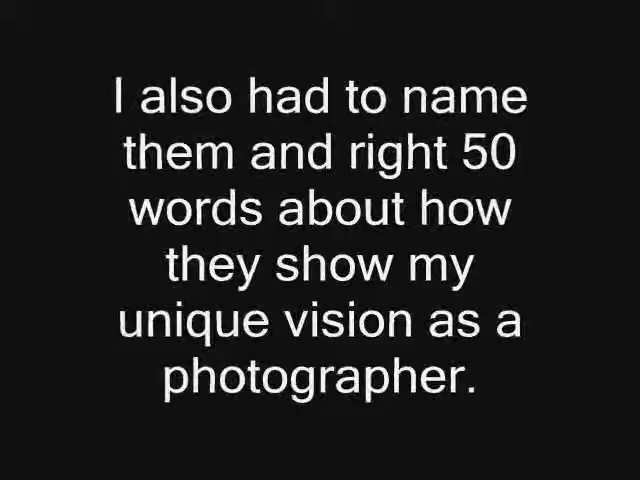 I also had to name
them and right 50
words about how
they show my
unique vision as a
photographer.